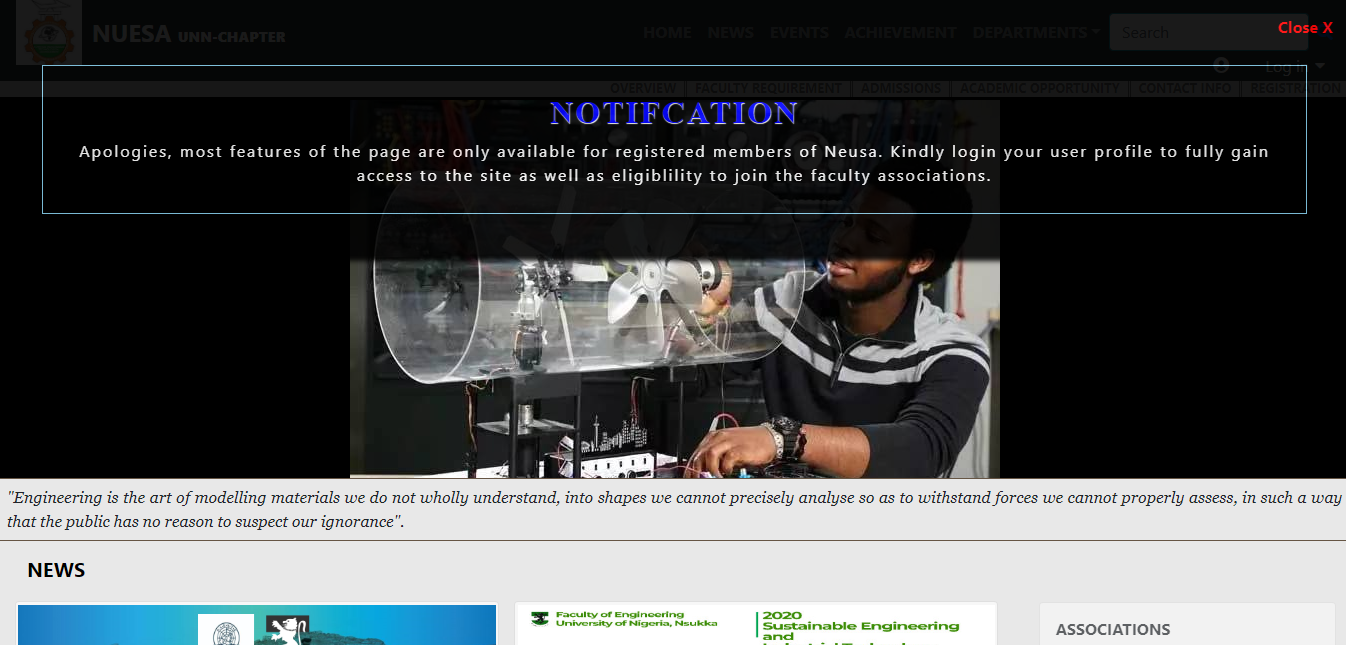 NUESA UNN-CHAPTER
HOME NEWS EVENTS ACHIEVEMENT DEPARTMENTS Search Close X
Log in
OVERVIEW FACULTY REQUIREMENT ADMISSIONS ACADEMIC OPPORTUNITY CONTACT INFO REGISTRATION
NOTIFCATION
Apologies, most features of the page are only available for registered members of Neusa. Kindly login your user profile to fully gain
access to the site as well as eligiblility to join the faculty associations.
"Engineering is the art of modelling materials we do not wholly understand, into shapes we cannot precisely analyse so as to withstand forces we cannot properly assess, in such a way
that the public has no reason to suspect our ignorance".
NEWS
Faculty of Engineering
University of Nigeria, Nsukka
2020
Sustainable Engineering
and
ASSOCIATIONS